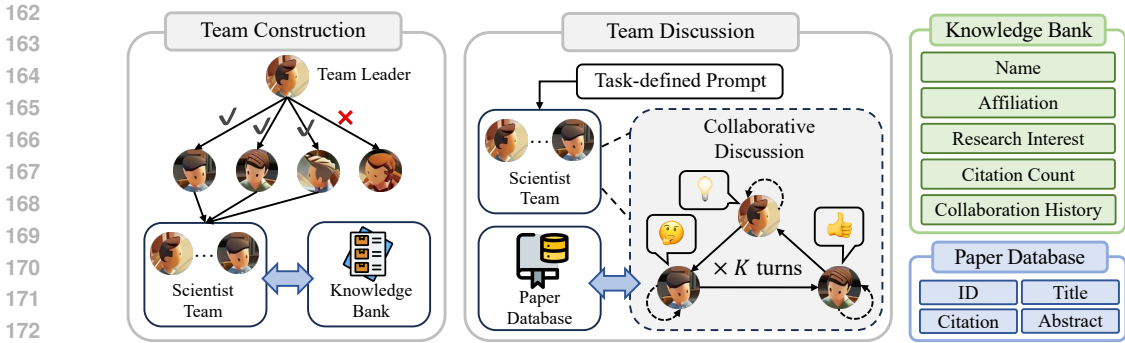 162
163
164
165
166
167
168
169
170
171
172
Team Construction
Team Leader
Scientist
Team
Knowledge
Bank
Team Discussion
Task-defined Prompt
Scientist
Team
Collaborative
Discussion
× K turns
Paper
Database
Knowledge Bank
Name
Affiliation
Research Interest
Citation Count
Collaboration History
Paper Database
ID
Title
Citation
Abstract